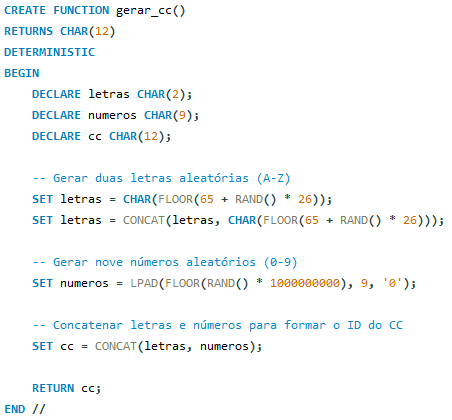 CREATE FUNCTION gerar_cc()
RETURNS CHAR(12)
DETERMINISTIC
BEGIN
    DECLARE letras CHAR(2);
    DECLARE numeros CHAR(9);
    DECLARE cc CHAR(12);
    -- Gerar duas letras aleatórias (A-Z)
    SET letras = CHAR(FLOOR(65 + RAND() * 26));
    SET letras = CONCAT(letras, CHAR(FLOOR(65 + RAND() * 26)));
    -- Gerar nove números aleatórios (0-9)
    SET numeros = LPAD(FLOOR(RAND() * 1000000000), 9, '0');
    -- Concatenar letras e números para formar o ID do CC
    SET cc = CONCAT(letras, numeros);
    RETURN cc;
END //